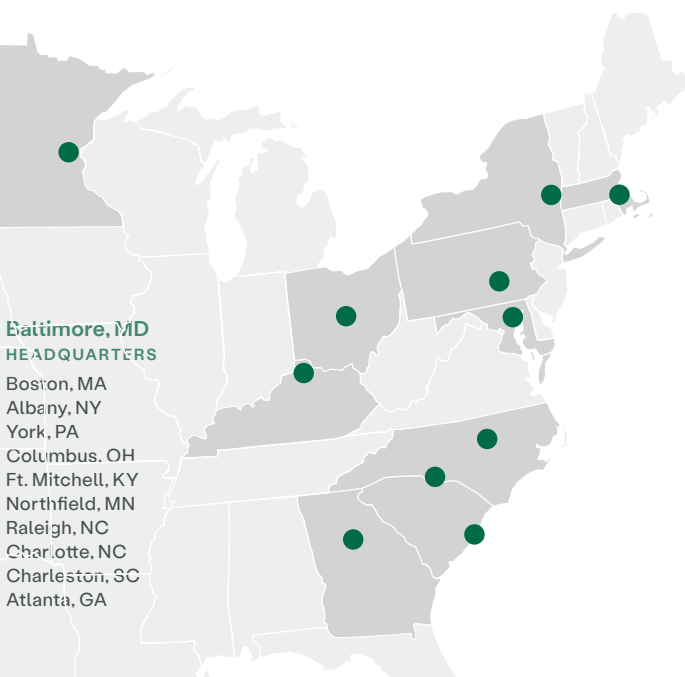 Baltimore, MD
HEADQUARTERS
Boston, MA
Albany, NY
York, PA
Columbus. OH
Ft. Mitchell, KY
Northfield, MN
Raleigh, NC
Charlotte, NC
Charleston, SC
Atlanta, GA